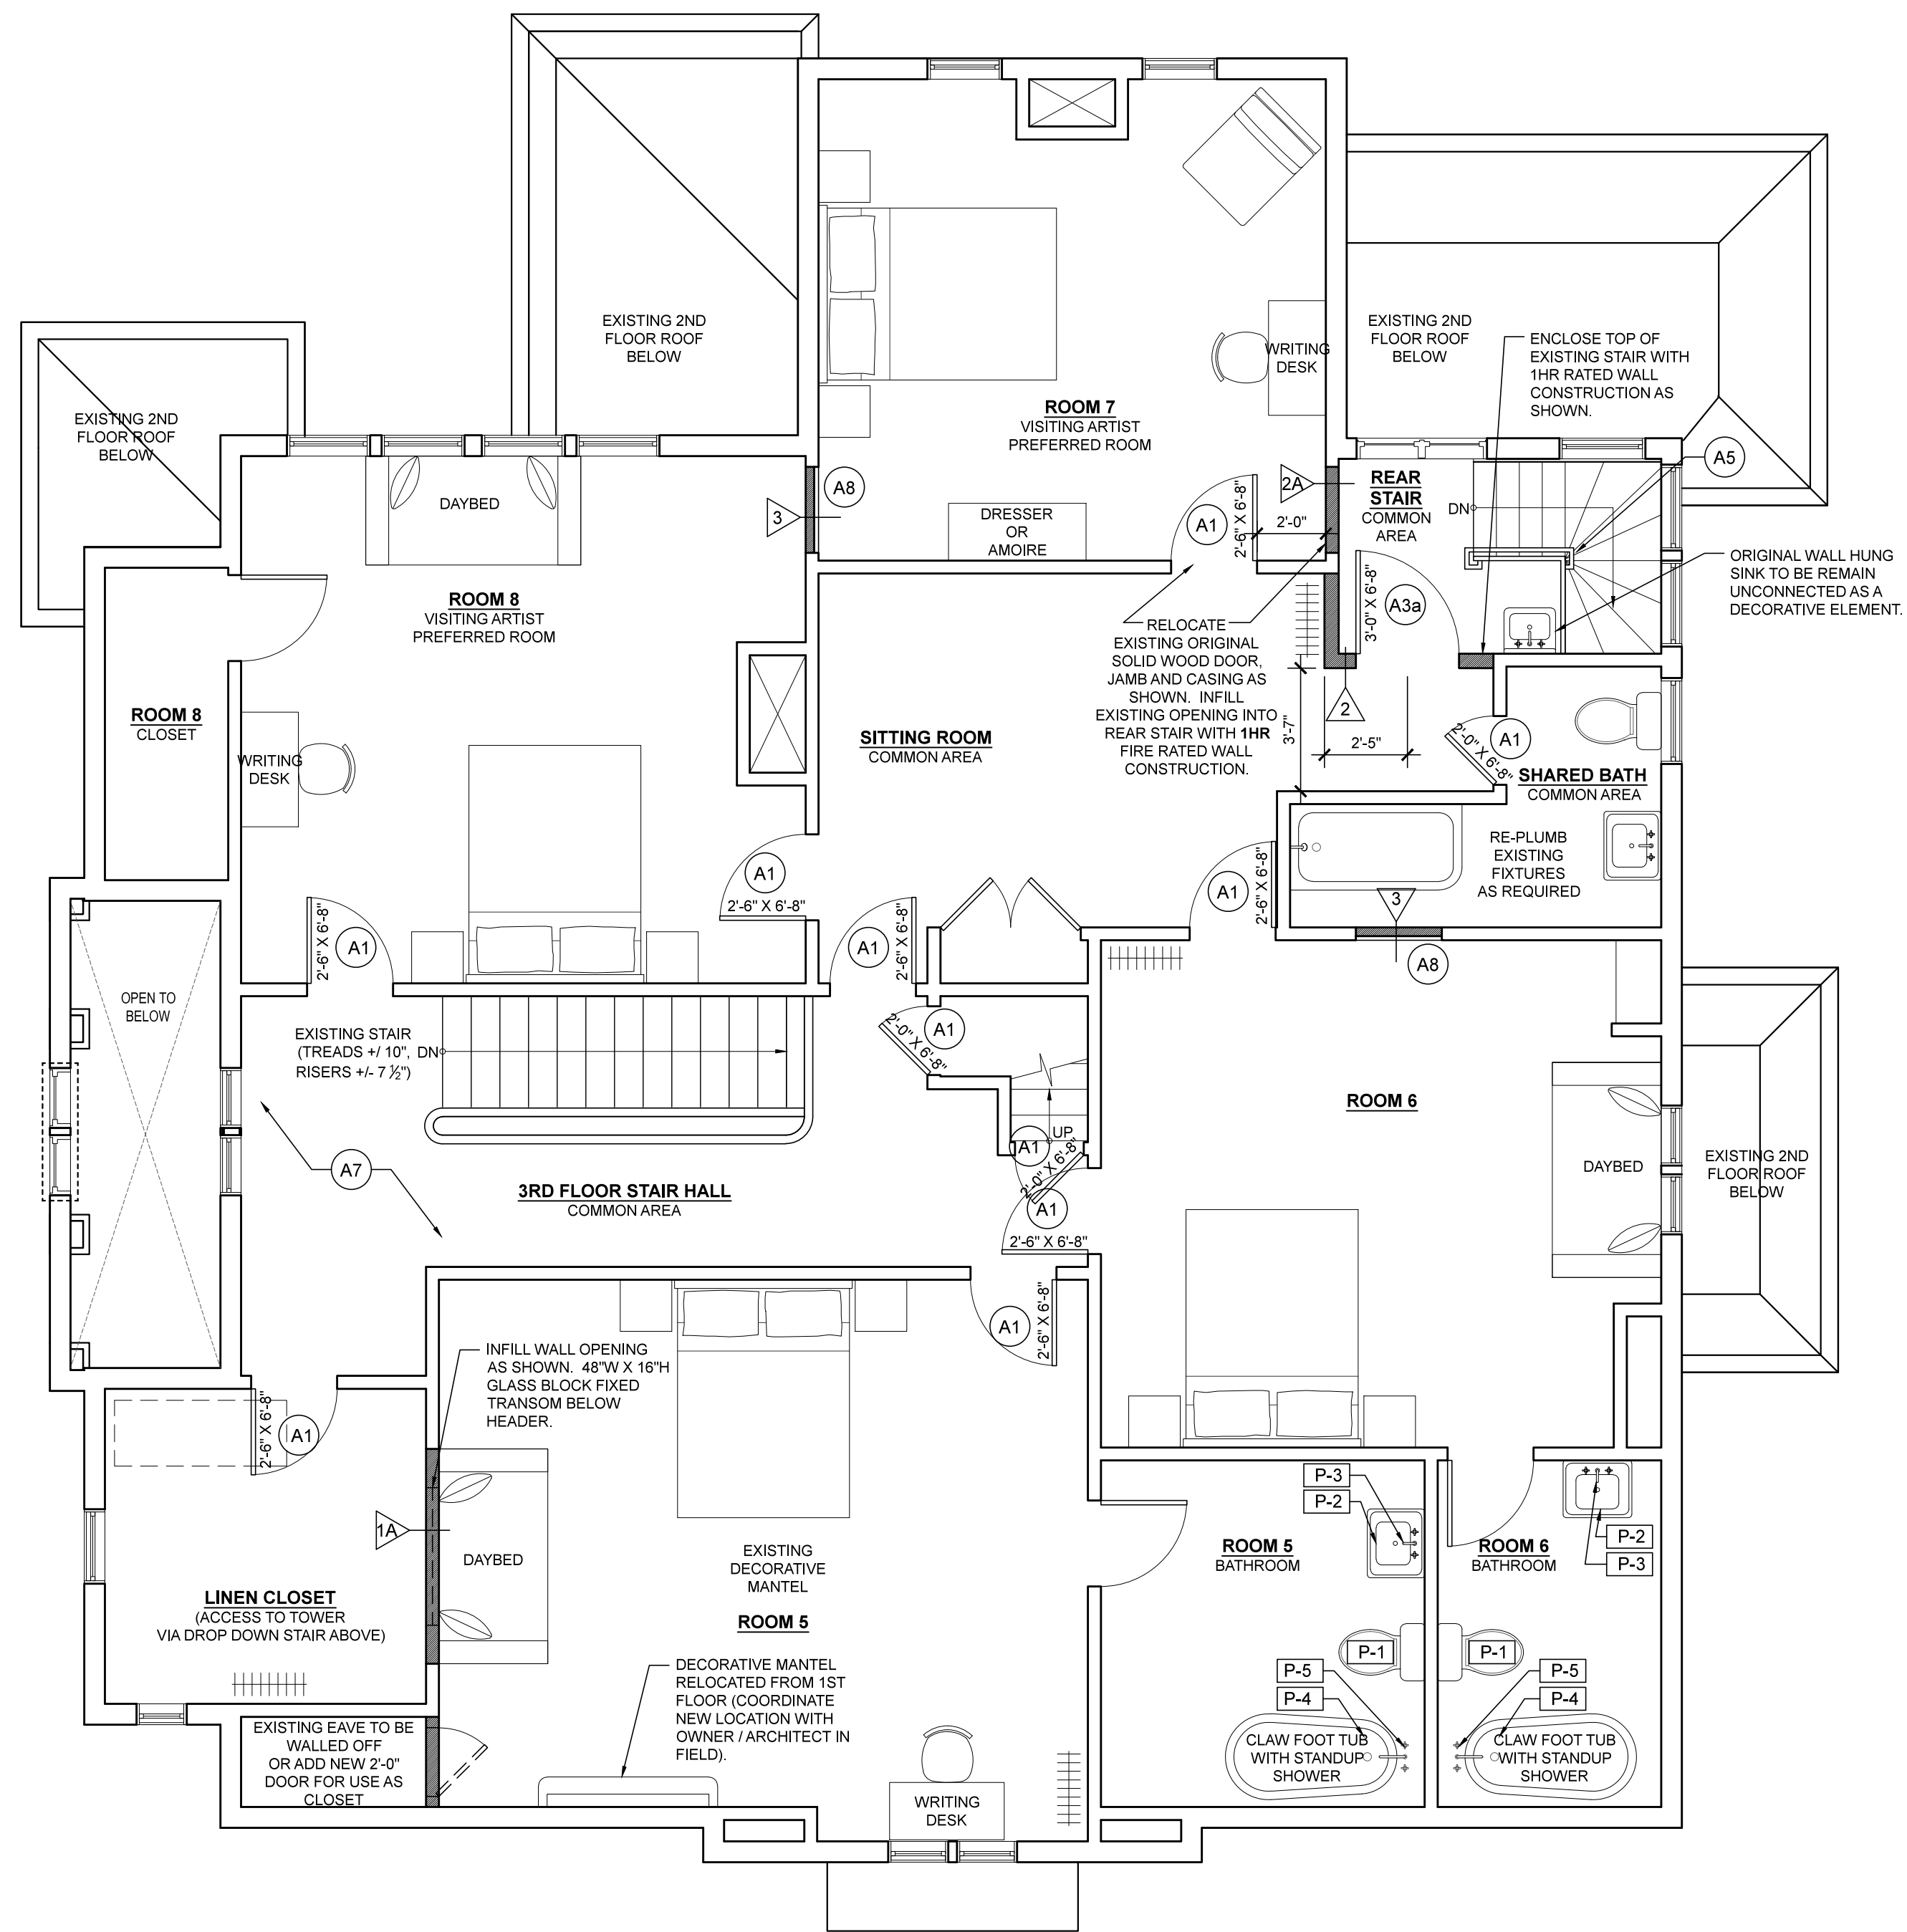 EXISTING 2ND
FLOOR ROOF
BELOW
EXISTING 2ND
FLOOR ROOF
BELOW
EXISTING 2ND
FLOOR ROOF
BELOW
ENCLOSE TOP OF
EXISTING STAIR WITH
1HR RATED WALL
CONSTRUCTION AS
SHOWN.
WRITING
DESK
ROOM 7
VISITING ARTIST
PREFERRED ROOM
DAYBED
A8
3
DRESSER
OR
AMOIRE
A1
2'-6" X 6'-8"
2'-0"
2A
REAR
STAIR
COMMON
AREA
DN
A5
ORIGINAL WALL HUNG
SINK TO BE REMAIN
UNCONNECTED AS A
DECORATIVE ELEMENT.
ROOM 8
VISITING ARTIST
PREFERRED ROOM
RELOCATE
EXISTING ORIGINAL
SOLID WOOD DOOR,
JAMB AND CASING AS
SHOWN. INFILL
EXISTING OPENING INTO
REAR STAIR WITH 1HR
FIRE RATED WALL
CONSTRUCTION.
3'-0" X 6'-8"
A3a
2
3'-7"
2'-5"
ROOM 8
CLOSET
WRITING
DESK
SITTING ROOM
COMMON AREA
A1
2'-0" X 6'-8"
SHARED BATH
COMMON AREA
RE-PLUMB
EXISTING
FIXTURES
AS REQUIRED
A1
2'-6" X 6'-8"
A1
2'-6" X 6'-8"
3
A8
2'-6" X 6'-8"
A1
A1
2'-6" X 6'-8"
OPEN TO
BELOW
EXISTING STAIR
(TREADS +/ 10",
RISERS +/- 7 ½")
DN
2'-0" X 6'-8"
A1
UP
A1
2'-0" X 6'-8"
A1
2'-6" X 6'-8"
ROOM 6
DAYBED
EXISTING 2ND
FLOOR ROOF
BELOW
A7
3RD FLOOR STAIR HALL
COMMON AREA
A1
2'-6" X 6'-8"
INFILL WALL OPENING
AS SHOWN. 48"W X 16"H
GLASS BLOCK FIXED
TRANSOM BELOW
HEADER.
2'-6" X 6'-8"
A1
1A
DAYBED
EXISTING
DECORATIVE
MANTEL
ROOM 5
LINEN CLOSET
(ACCESS TO TOWER
VIA DROP DOWN STAIR ABOVE)
DECORATIVE MANTEL
RELOCATED FROM 1ST
FLOOR (COORDINATE
NEW LOCATION WITH
OWNER / ARCHITECT IN
FIELD).
EXISTING EAVE TO BE
WALLED OFF
OR ADD NEW 2'-0"
DOOR FOR USE AS
CLOSET
WRITING
DESK
P-3
P-2
ROOM 5
BATHROOM
P-1
P-5
P-4
CLAW FOOT TUB
WITH STANDUP
SHOWER
ROOM 6
BATHROOM
P-2
P-3
P-1
P-5
P-4
CLAW FOOT TUB
WITH STANDUP
SHOWER